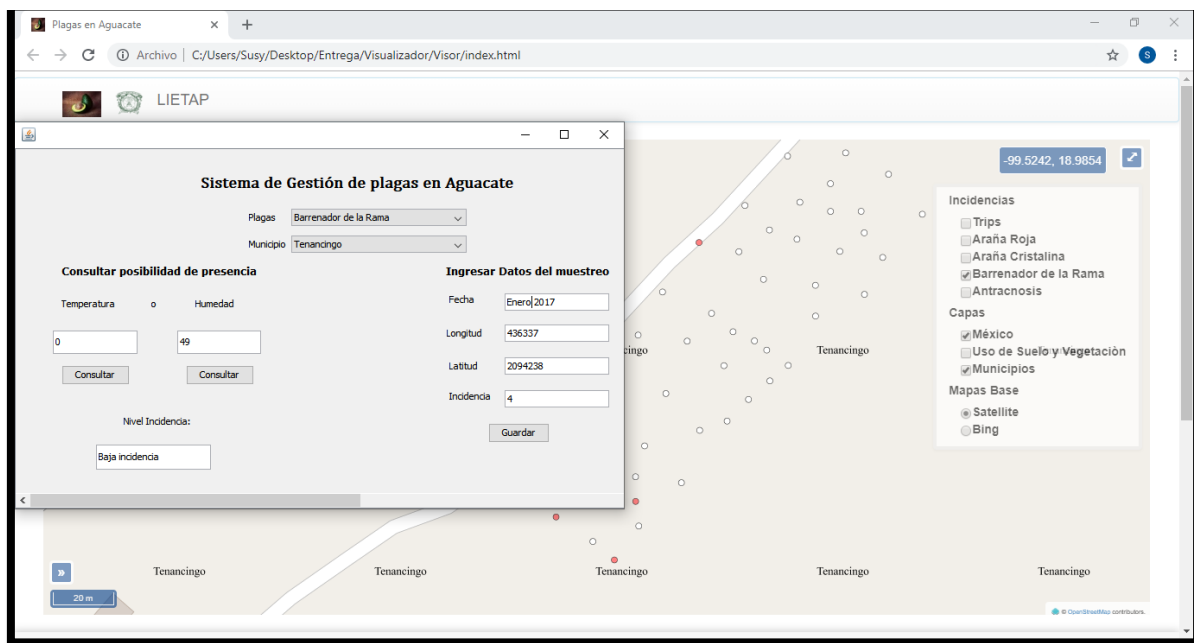 Plagas en Aguacate
Archivo | C:/Users/Susy/Desktop/Entrega/Visualizador/Visor/index.html
S
LIETAP
Sistema de Gestión de plagas en Aguacate
Plagas Barrenador de la Rama
Municipio Tenancingo
Consultar posibilidad de presencia
Temperatura o Humedad
0 49
Consultar Consultar
Nivel Incidencia:
Baja incidencia
Ingresar Datos del muestreo
Fecha Enero 2017
Longitud 436337
Latitud 2094238
Incidencia 4
Guardar
-99.5242, 18.9854
Incidencias
Trips
Araña Roja
Araña Cristalina
Barrenador de la Rama
Antracnosis
Capas
México
Uso de Suelo y Vegetación
Municipios
Mapas Base
Satellite
Bing
cingo Tenancingo
Tenancingo Tenancingo Tenancingo Tenancingo Tenancingo
»
20 m
© OpenStreetMap contributors.